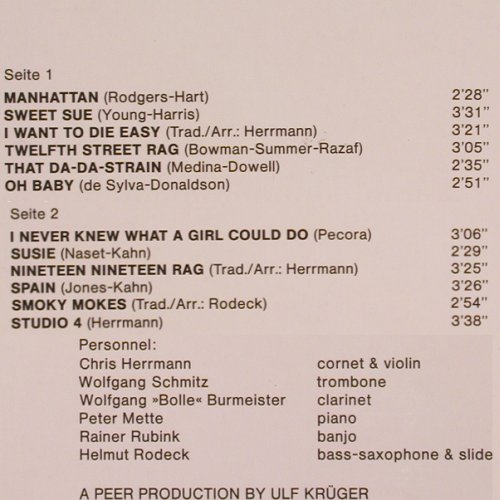 Seite 1
MANHATTAN (Rodgers-Hart) 2'28"
SWEET SUE (Young-Harris) 3'31"
I WANT TO DIE EASY (Trad./Arr.: Herrmann) 3'21"
TWELFTH STREET RAG (Bowman-Summer-Razaf) 3'05"
THAT DA-DA-STRAIN (Medina-Dowell) 2'35"
OH BABY (de Sylva-Donaldson) 2'51"
Seite 2
I NEVER KNEW WHAT A GIRL COULD DO (Pecora) 3'06"
SUSIE (Naset-Kahn) 2'29"
NINETEEN NINETEEN RAG (Trad./Arr.: Herrmann) 3'25"
SPAIN (Jones-Kahn) 3'26"
SMOKY MOKES (Trad./Arr.: Rodeck) 2'54"
STUDIO 4 (Herrmann) 3'38"
Personnel:
Chris Herrmann cornet & violin
Wolfgang Schmitz trombone
Wolfgang »Bolle« Burmeister clarinet
Peter Mette piano
Rainer Rubink banjo
Helmut Rodeck bass-saxophone & slide
A PEER PRODUCTION BY ULF KRÜGER